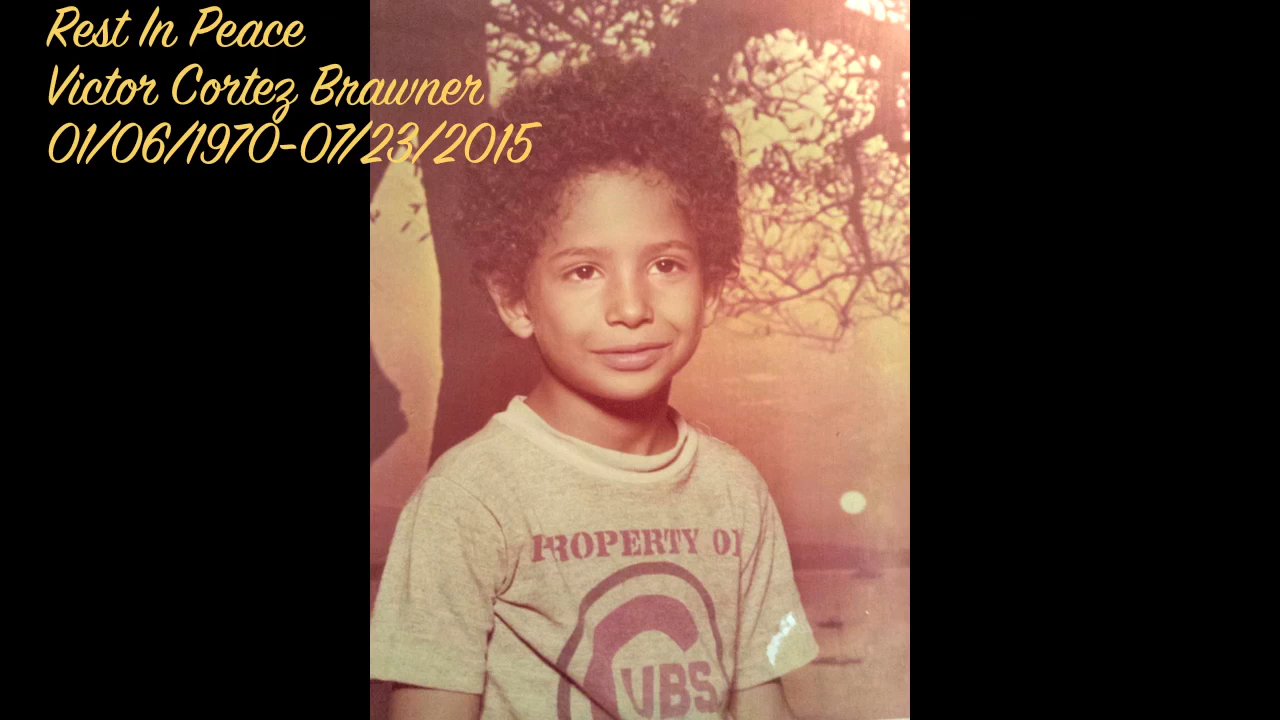 Rest In Peace
Victor Cortez Brawner
01/06/1970-07/23/2015
PROPERTY OF
CUBS